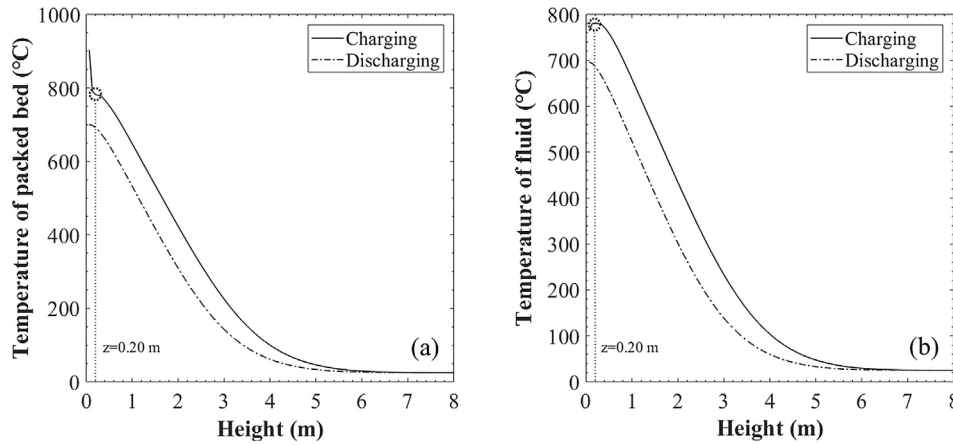 Temperature of packed bed (°C)
1000
800
600
400
200
0
Charging
Discharging
z=0.20 m
(a)
0 1 2 3 4 5 6 7 8
Height (m)
Temperature of fluid (°C)
800
700
600
500
400
300
200
100
0
Charging
Discharging
z=0.20 m
(b)
0 1 2 3 4 5 6 7 8
Height (m)